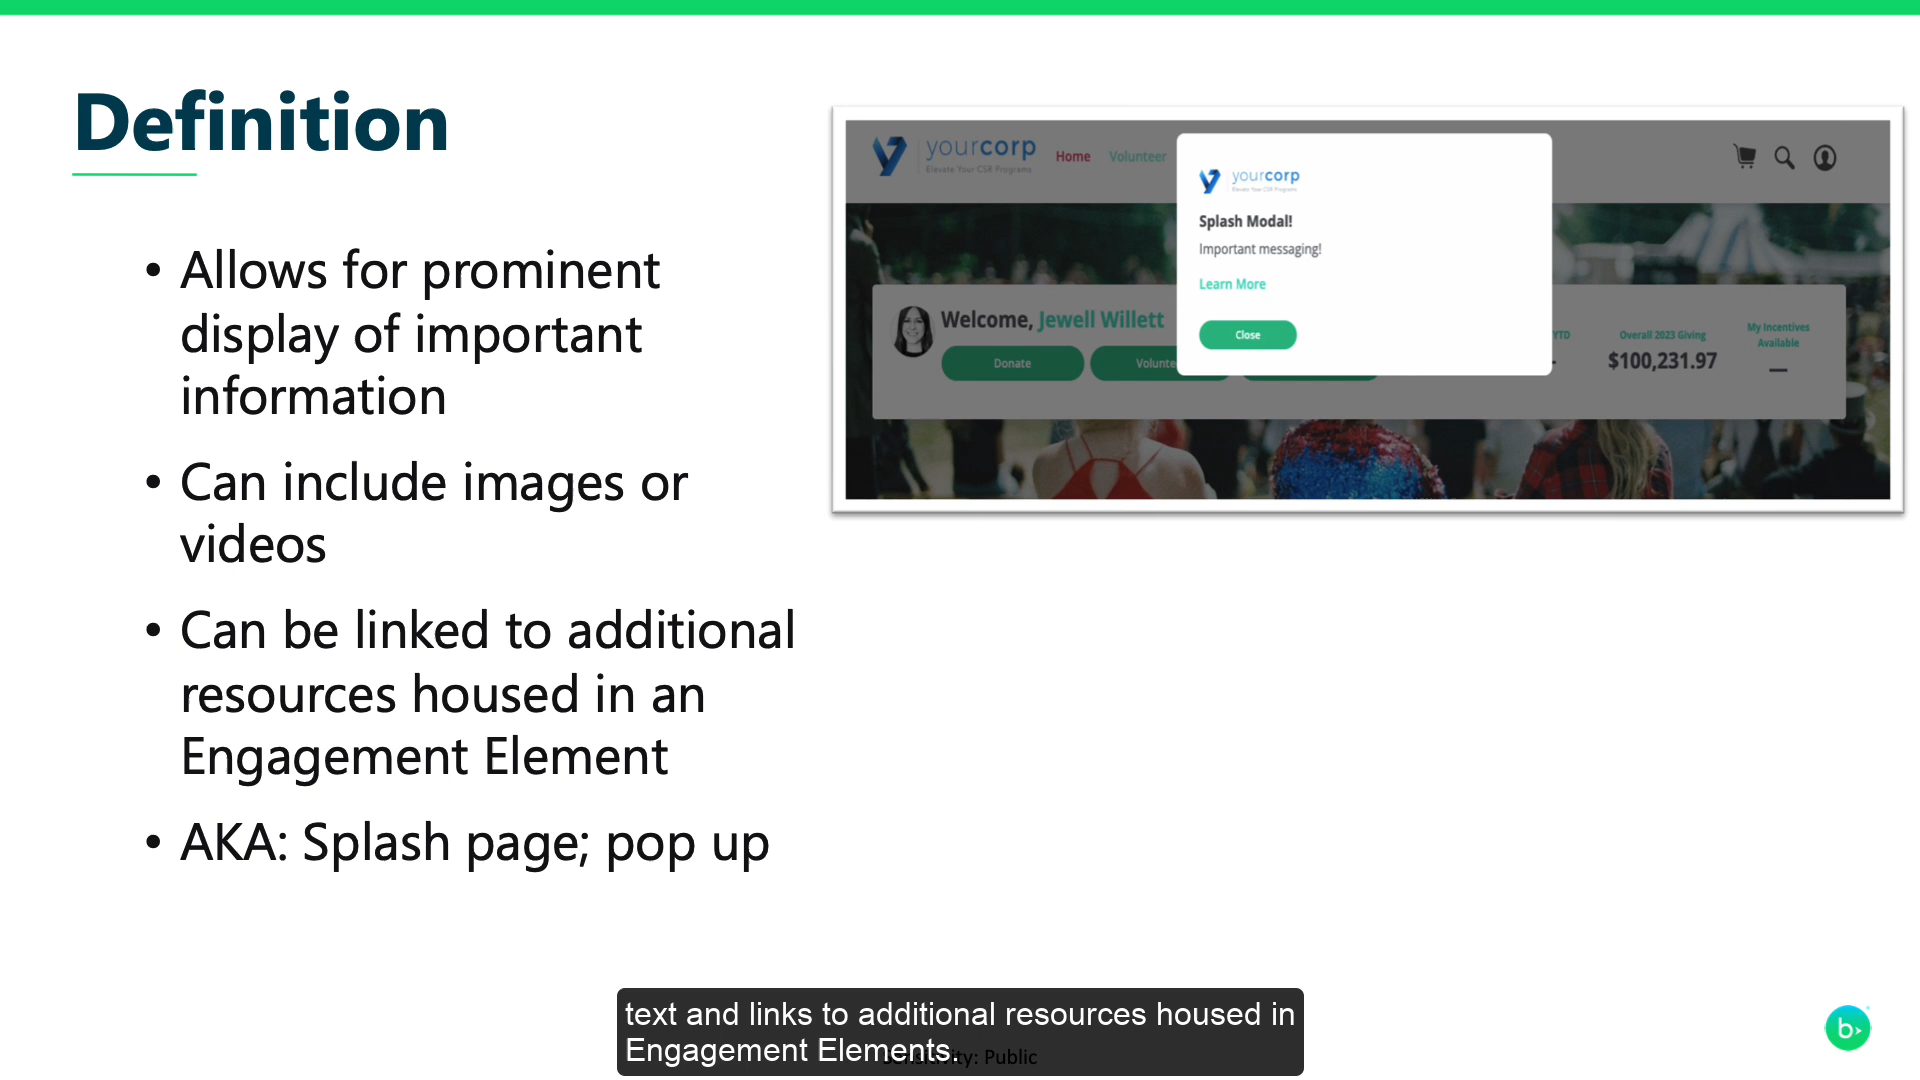 Definition
• Allows for prominent
display of important
information
• Can include images or
videos
• Can be linked to additional
resources housed in an
Engagement Element
• AKA: Splash page; pop up
yourcorp
Elevate Your CSR Programs
Home Volunteer
yourcorp
Elevate Your CSR Programs
Splash Modal!
Important messaging!
Learn More
Close
Welcome, Jewell Willett
Donate
Volunte
YTD
Overall 2023 Giving
$100,231.97
My Incentives
Available
—
text and links to additional resources housed in
Engagement Elements.
Public
b